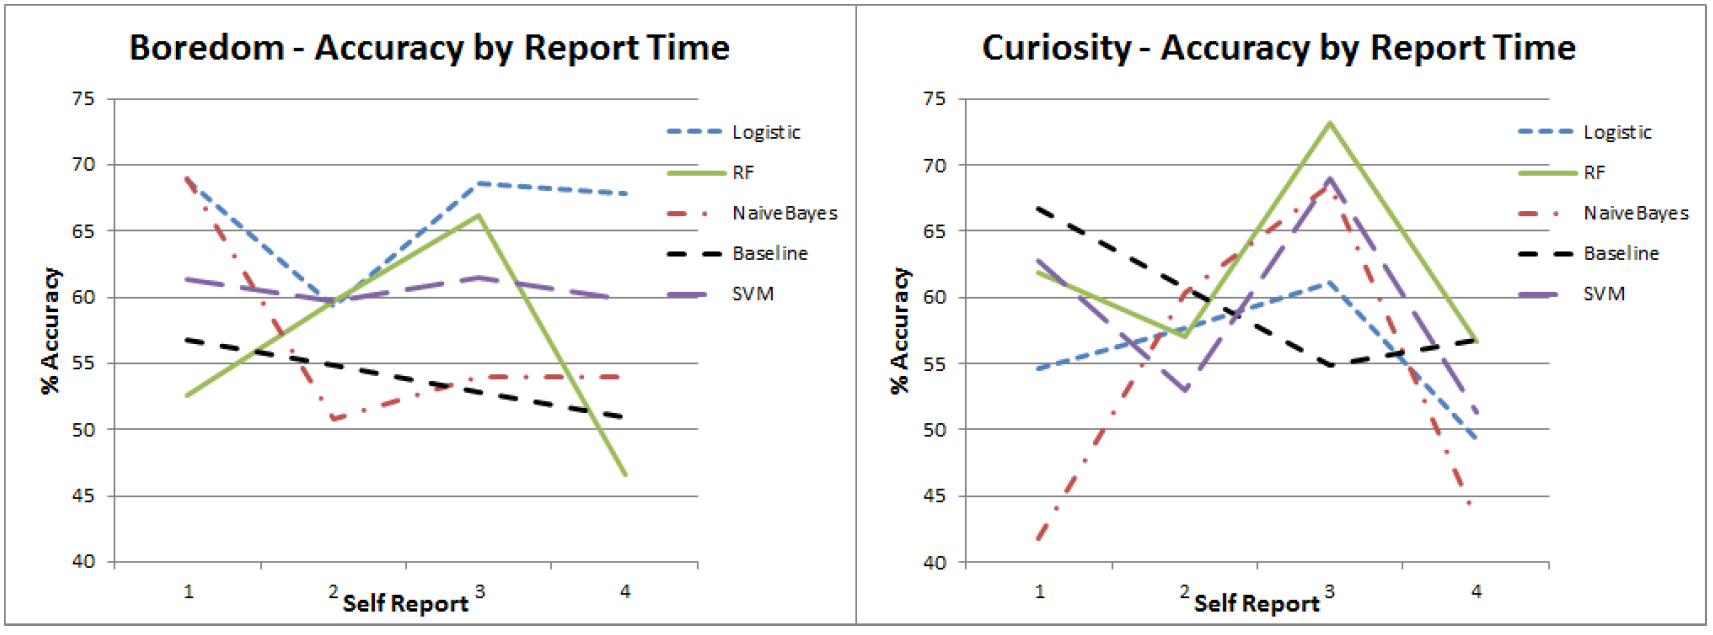 Boredom - Accuracy by Report Time
75
70
65
60
55
50
45
40
% Accuracy
1 2 3 4
Self Report
Logistic
RF
NaiveBayes
Baseline
SVM
Curiosity - Accuracy by Report Time
75
70
65
60
55
50
45
40
% Accuracy
1 2 3 4
Self Report
Logistic
RF
NaiveBayes
Baseline
SVM